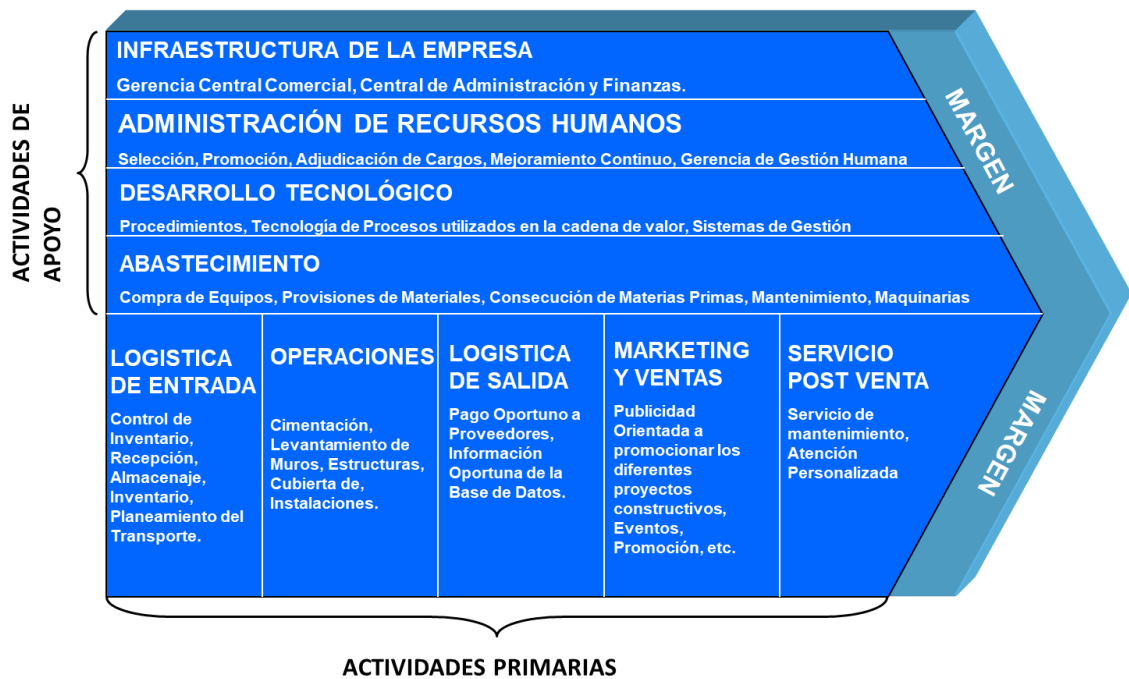 ACTIVIDADES DE
APOYO
INFRAESTRUCTURA DE LA EMPRESA
Gerencia Central Comercial, Central de Administración y Finanzas.
ADMINISTRACIÓN DE RECURSOS HUMANOS
Selección, Promoción, Adjudicación de Cargos, Mejoramiento Continuo, Gerencia de Gestión Humana
DESARROLLO TECNOLÓGICO
Procedimientos, Tecnología de Procesos utilizados en la cadena de valor, Sistemas de Gestión
ABASTECIMIENTO
Compra de Equipos, Provisiones de Materiales, Consecución de Materias Primas, Mantenimiento, Maquinarias
MARGEN
LOGISTICA
DE ENTRADA
Control de
Inventario,
Recepción,
Almacenaje,
Inventario,
Planeamiento del
Transporte.
OPERACIONES
Cimentación,
Levantamiento de
Muros, Estructuras,
Cubierta de,
Instalaciones.
LOGISTICA
DE SALIDA
Pago Oportuno a
Proveedores,
Información
Oportuna de la
Base de Datos.
MARKETING
Y VENTAS
Publicidad
Orientada a
promocionar los
diferentes
proyectos
constructivos,
Eventos,
Promoción, etc.
SERVICIO
POST VENTA
Servicio de
mantenimiento,
Atención
Personalizada
MARGEN
ACTIVIDADES PRIMARIAS